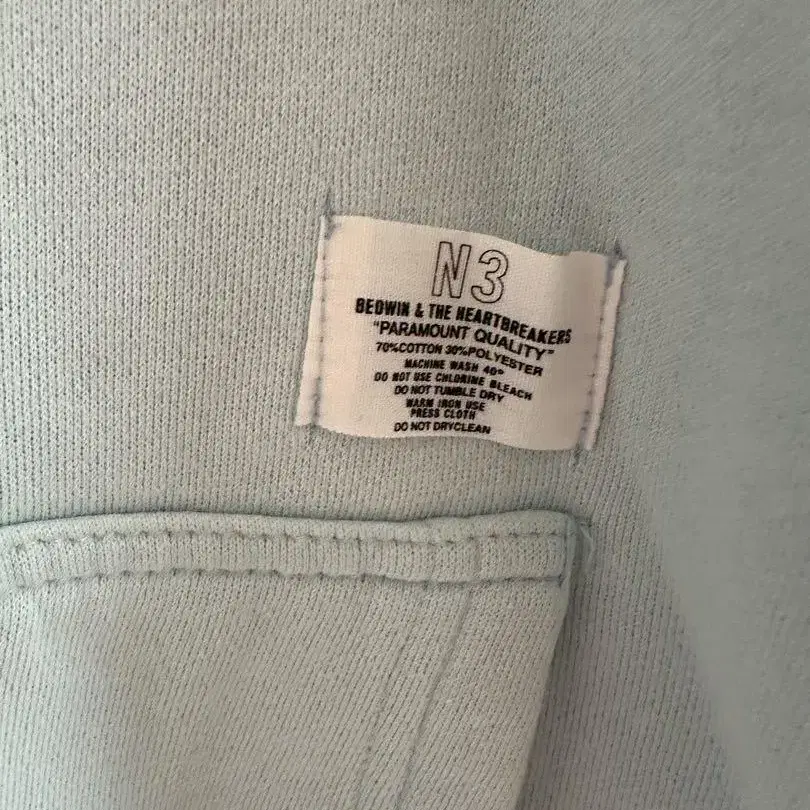 N3
BEDWIN & THE HEARTBREAKERS
"PARAMOUNT QUALITY"
70%COTTON 30%POLYESTER
MACHINE WASH 40°
DO NOT USE CHLORINE BLEACH
DO NOT TUMBLE DRY
WARM IRON USE
PRESS CLOTH
DO NOT DRYCLEAN